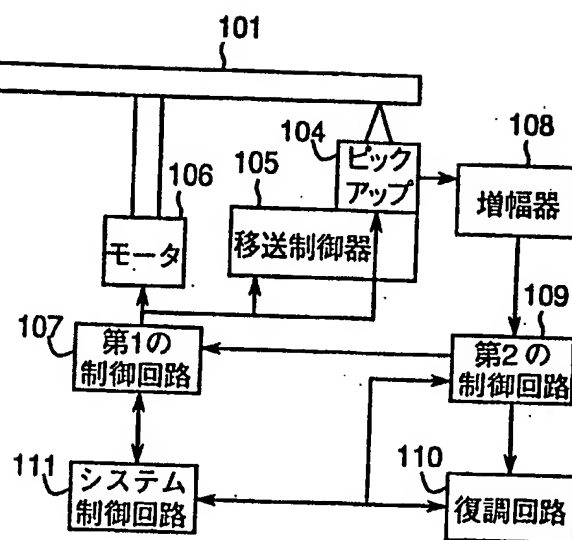 101
104
ピック
アップ
108
増幅器
105
移送制御器
106
モータ
109
第2の
制御回路
107
第1の
制御回路
111
システム
制御回路
110
復調回路